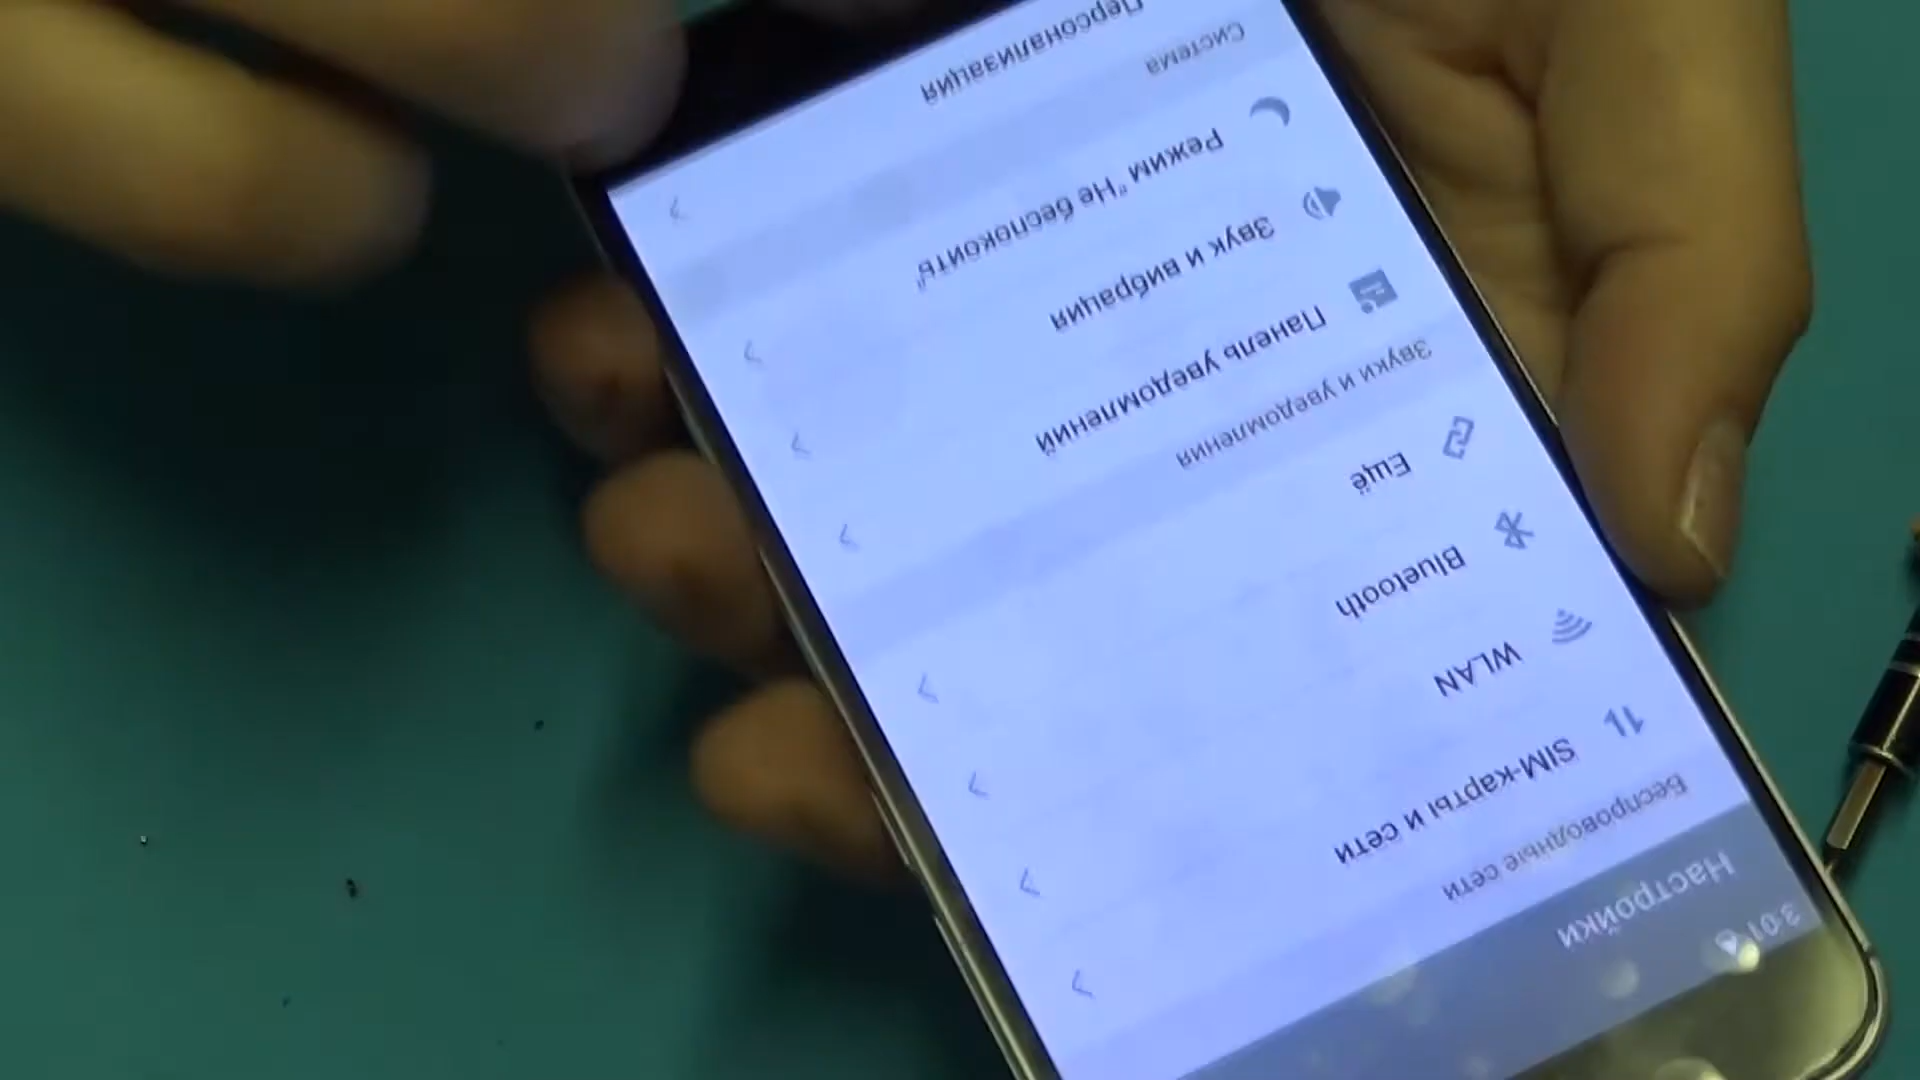 3:01
Настройки
Беспроводные сети
SIM-карты и сети
WLAN
Bluetooth
Ещё
Звуки и уведомления
Панель уведомлений
Звук и вибрация
Режим "Не беспокоить"
Система
Персонализация